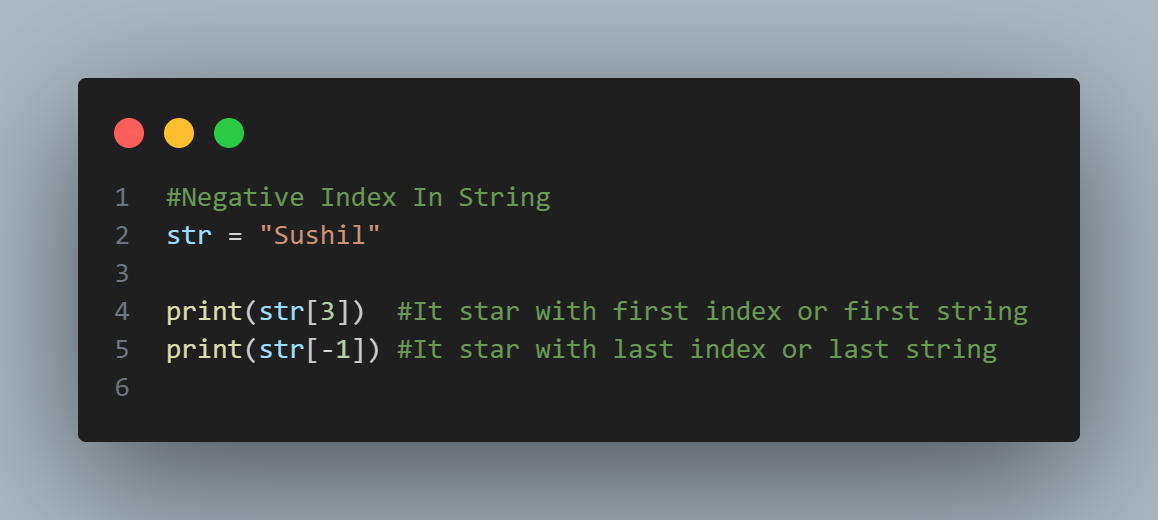 1 #Negative Index In String
2 str = "Sushil"
3
4 print(str[3])  #It star with first index or first string
5 print(str[-1]) #It star with last index or last string
6